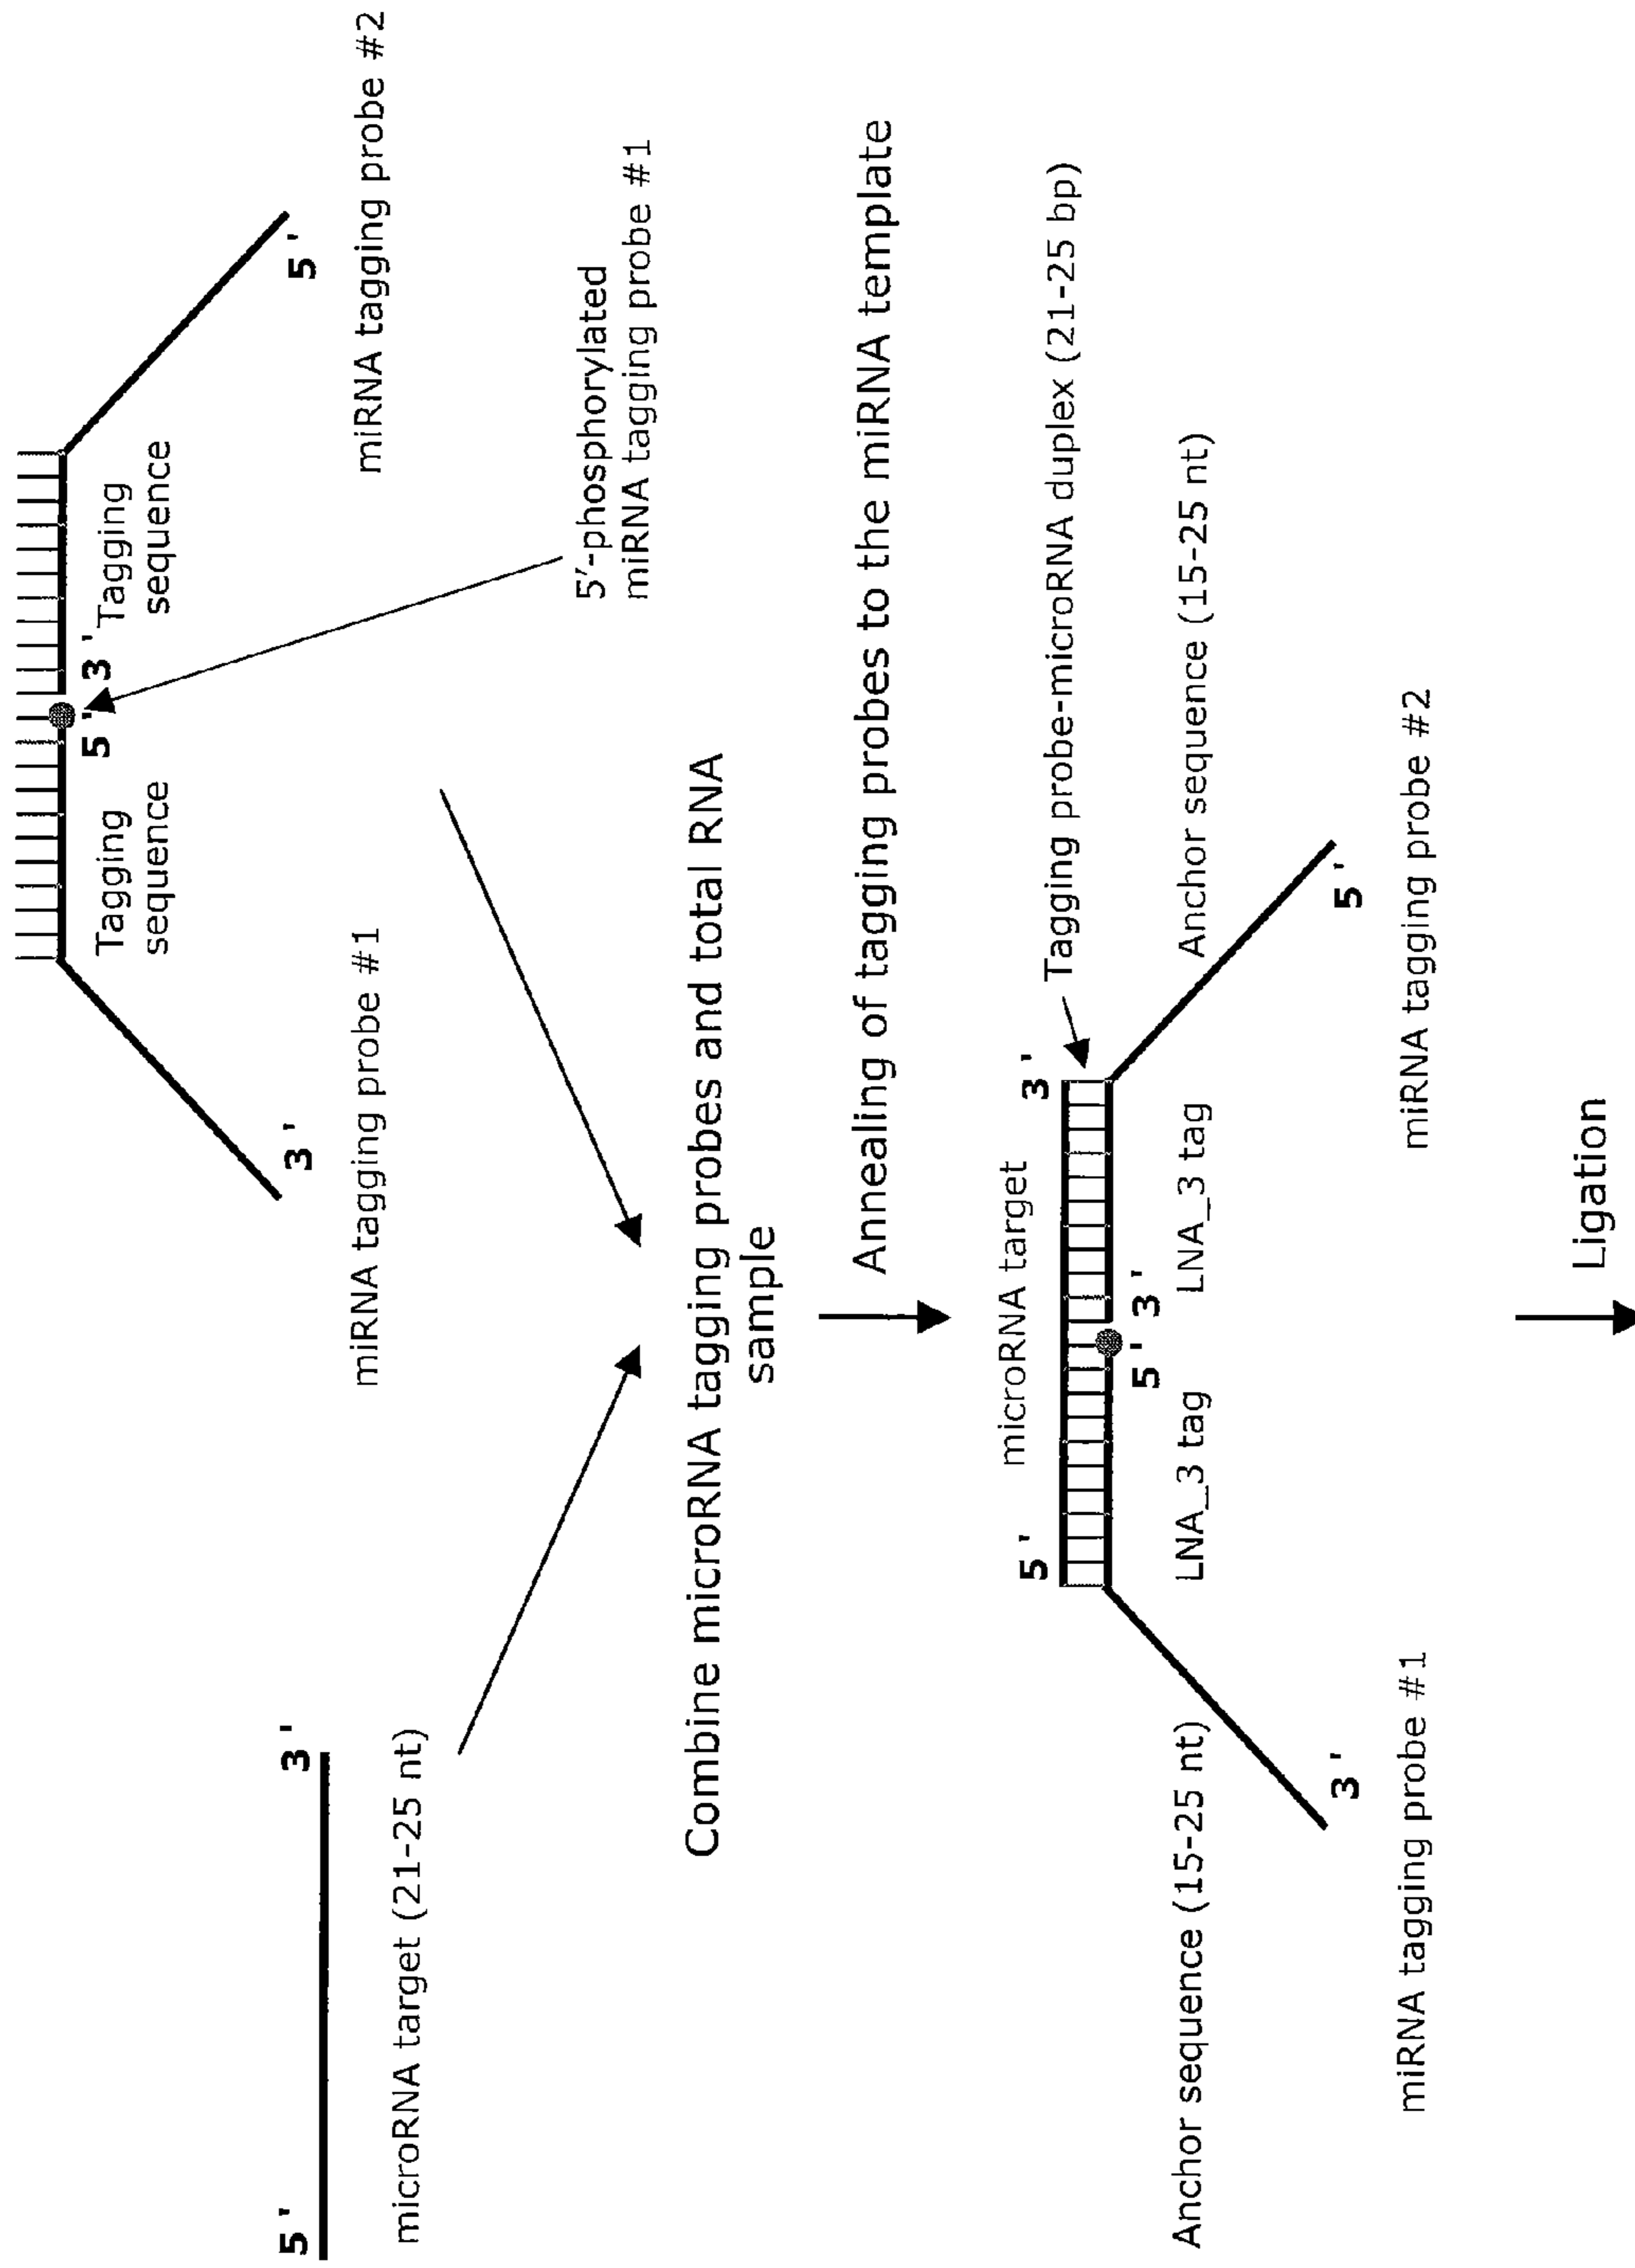 5' 3'
microRNA target (21-25 nt)
5' 3'
Tagging
sequence
Tagging
sequence
3'
5'
miRNA tagging probe #1
miRNA tagging probe #2
5'-phosphorylated
miRNA tagging probe #1
Combine microRNA tagging probes and total RNA
sample
Annealing of tagging probes to the miRNA template
microRNA target
5'
3'
Tagging probe-microRNA duplex (21-25 bp)
5' 3'
Anchor sequence (15-25 nt)
LNA_3 tag
LNA_3 tag
Anchor sequence (15-25 nt)
3'
5'
miRNA tagging probe #1
miRNA tagging probe #2
Ligation